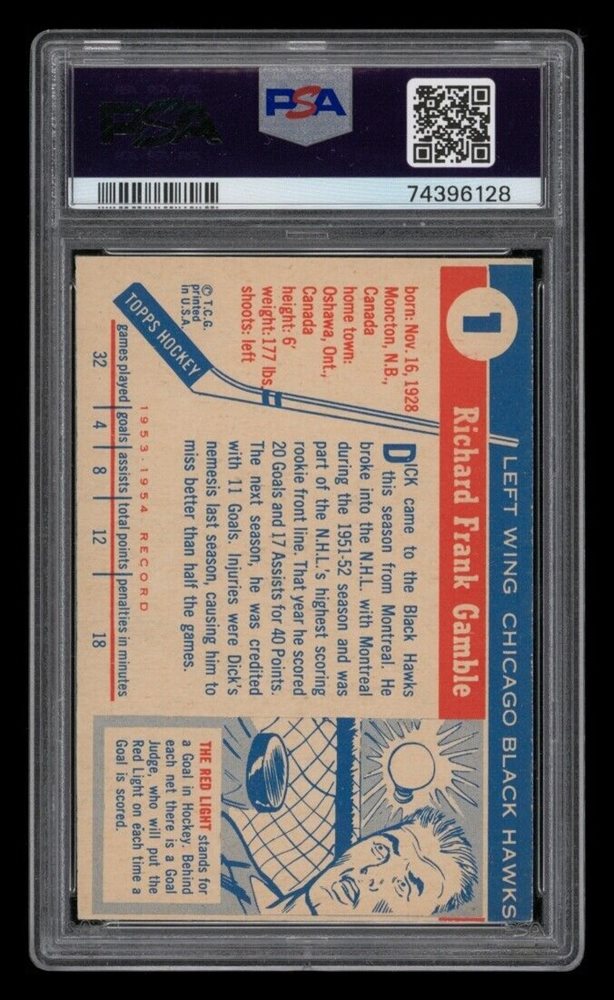 PSA
PSA
74396128
1
LEFT WING CHICAGO BLACK HAWKS
Richard Frank Gamble
born: Nov. 16, 1928
Moncton, N.B.,
Canada
home town:
Oshawa, Ont.,
Canada
height: 6'
weight: 177 lbs.
shoots: left
© T.C.G.
printed
in U.S.A.
TOPPS HOCKEY
DICK came to the Black Hawks
this season from Montreal. He
broke into the N.H.L. with Montreal
during the 1951-52 season and was
part of the N.H.L.'s highest scoring
rookie front line. That year he scored
20 Goals and 17 Assists for 40 Points.
The next season, he was credited
with 11 Goals. Injuries were Dick's
nemesis last season, causing him to
miss better than half the games.
1953-1954 RECORD
games played goals assists total points penalties in minutes
32 4 8 12 18
THE RED LIGHT stands for
a Goal in Hockey. Behind
each net there is a Goal
Judge, who will put the
Red Light on each time a
Goal is scored.
PSA